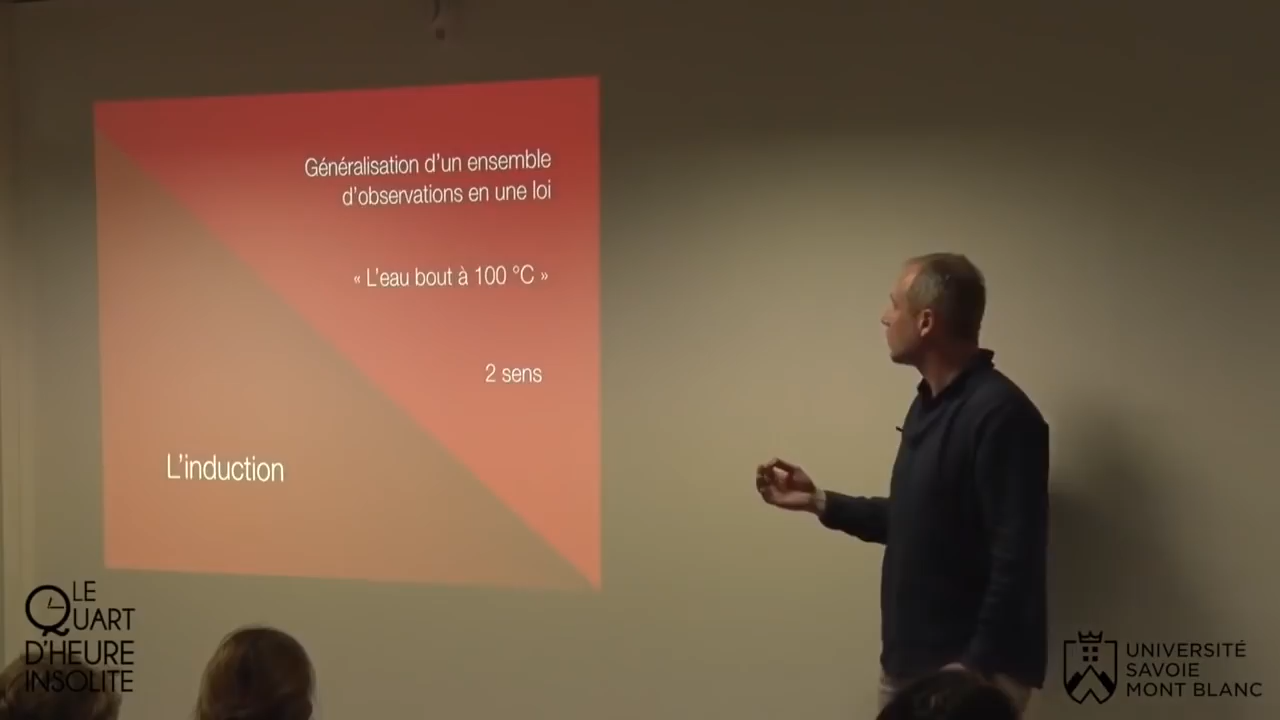 Généralisation d'un ensemble
d'observations en une loi
« L'eau bout à 100 °C »
2 sens
L'induction
LE
QUART
D'HEURE
INSOLITE
UNIVERSITÉ
SAVOIE
MONT BLANC